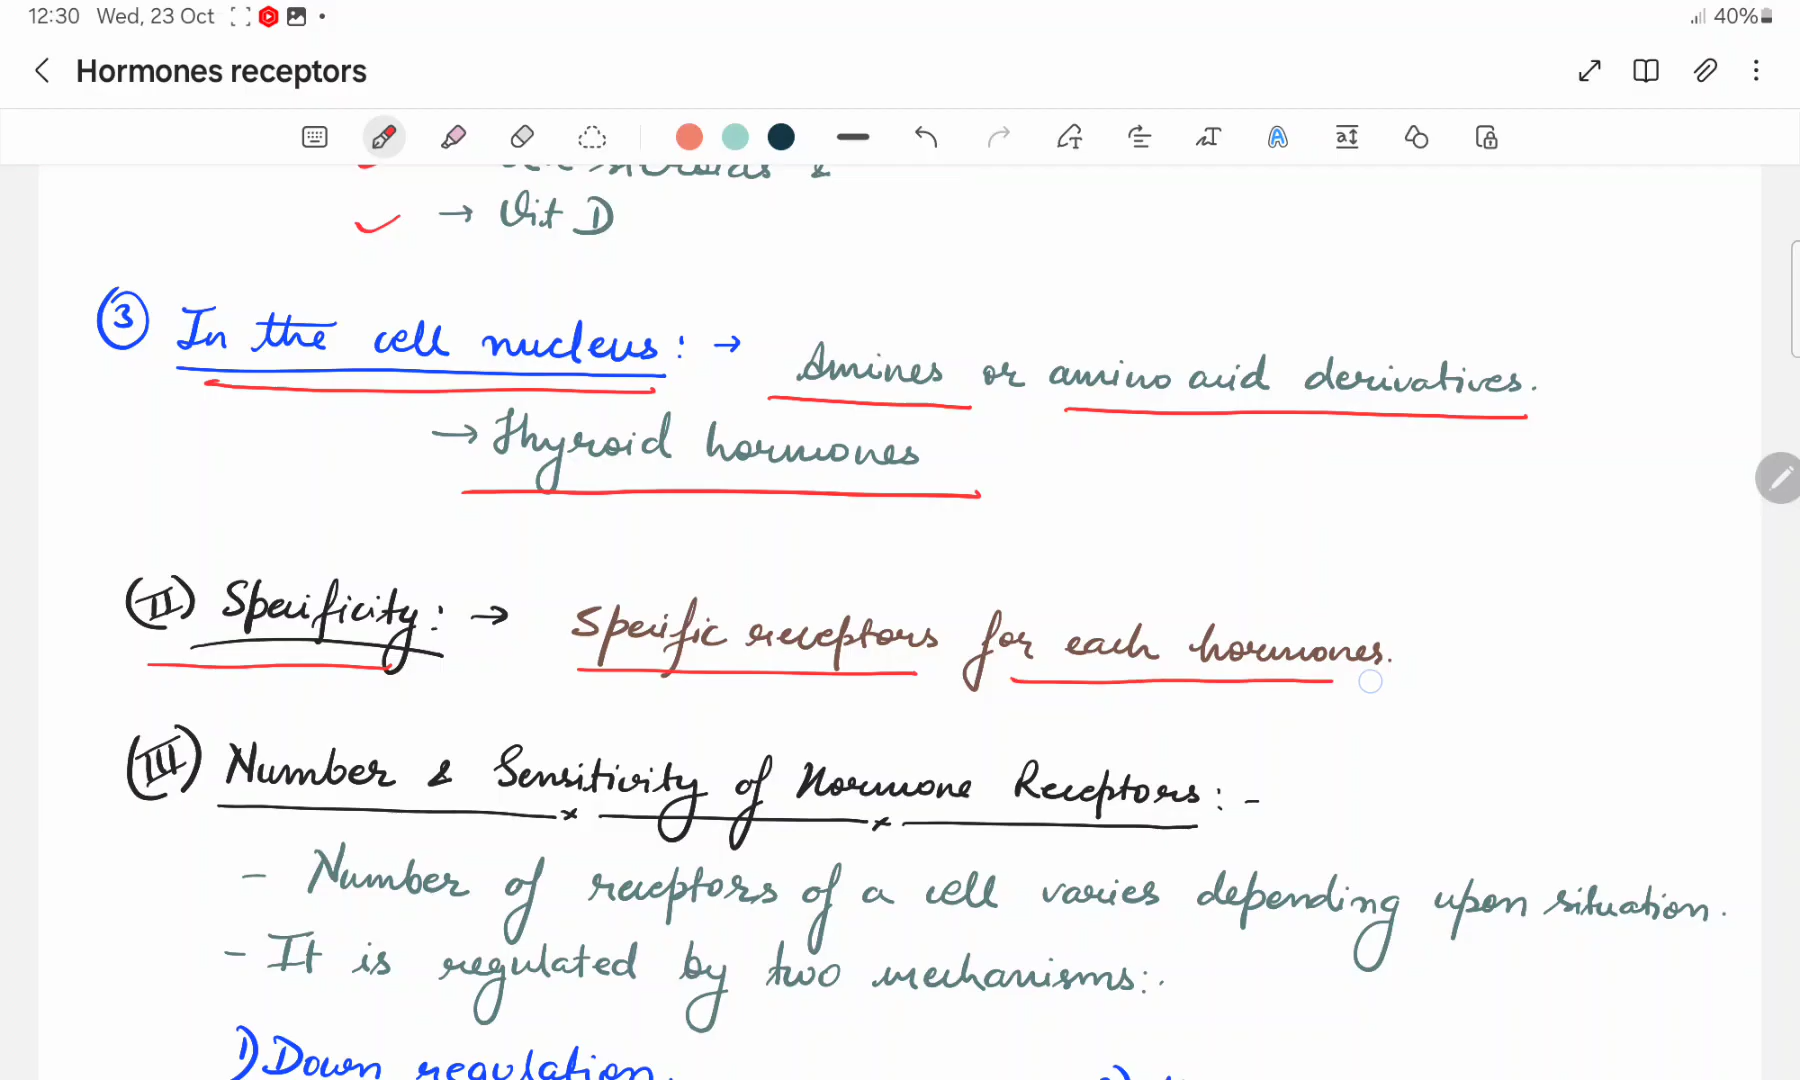 12:30 Wed, 23 Oct 40%
Hormones receptors
→ Vit D
③ In the cell nucleus: → Amines or amino acid derivatives.
→ Thyroid hormones
(II) Specificity: → Specific receptors for each hormones.
(III) Number & Sensitivity of Hormone Receptors: -
- Number of receptors of a cell varies depending upon situation.
- It is regulated by two mechanisms:
1) Down regulation.